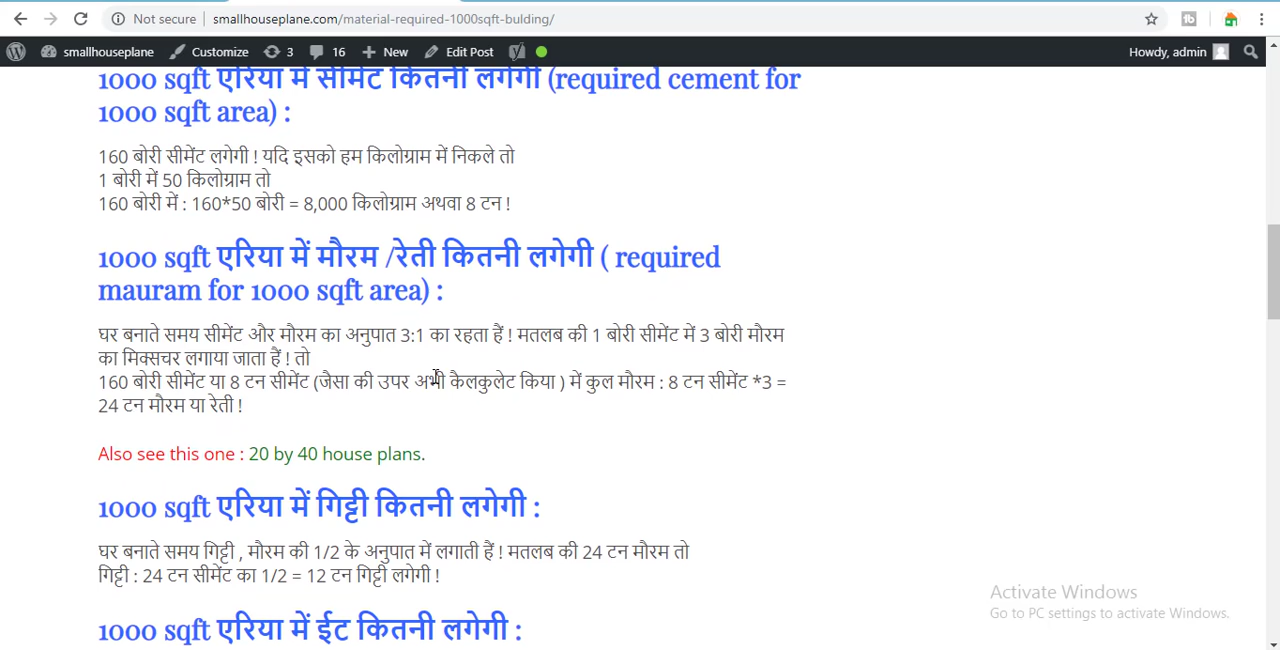 Not secure smallhouseplane.com/material-required-1000sqft-bulding/
smallhouseplane Customize 3 16 New Edit Post Howdy, admin
1000 sqft एरिया में सीमेंट कितनी लगेगी (required cement for
1000 sqft area) :
160 बोरी सीमेंट लगेगी ! यदि इसको हम किलोग्राम में निकले तो
1 बोरी में 50 किलोग्राम तो
160 बोरी में : 160*50 बोरी = 8,000 किलोग्राम अथवा 8 टन !
1000 sqft एरिया में मौरम /रेती कितनी लगेगी ( required
mauram for 1000 sqft area) :
घर बनाते समय सीमेंट और मौरम का अनुपात 3:1 का रहता हैं ! मतलब की 1 बोरी सीमेंट में 3 बोरी मौरम
का मिक्सचर लगाया जाता हैं ! तो
160 बोरी सीमेंट या 8 टन सीमेंट (जैसा की उपर अभी कैलकुलेट किया ) में कुल मौरम : 8 टन सीमेंट *3 =
24 टन मौरम या रेती !
Also see this one : 20 by 40 house plans.
1000 sqft एरिया में गिट्टी कितनी लगेगी :
घर बनाते समय गिट्टी , मौरम की 1/2 के अनुपात में लगाती हैं ! मतलब की 24 टन मौरम तो
गिट्टी : 24 टन सीमेंट का 1/2 = 12 टन गिट्टी लगेगी !
Activate Windows
Go to PC settings to activate Windows.
1000 sqft एरिया में ईट कितनी लगेगी :